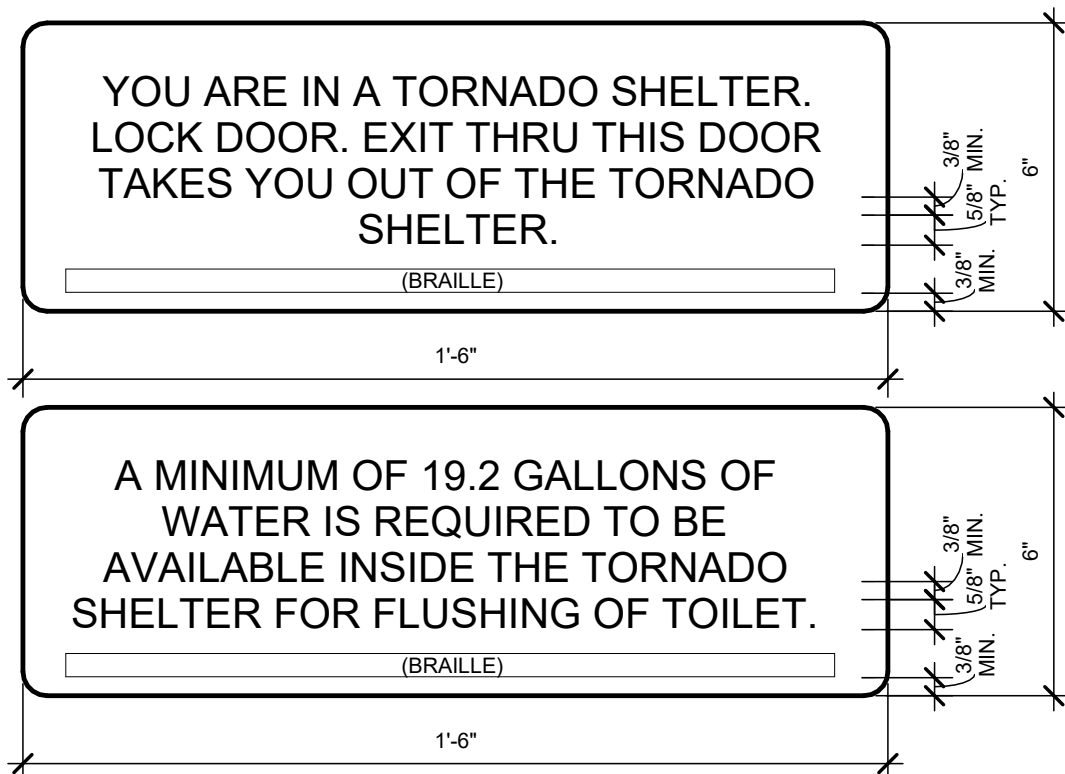 YOU ARE IN A TORNADO SHELTER.
LOCK DOOR. EXIT THRU THIS DOOR
TAKES YOU OUT OF THE TORNADO
SHELTER.
(BRAILLE)
3/8"
MIN.
5/8"
TYP.
3/8"
MIN.
6"
1'-6"
A MINIMUM OF 19.2 GALLONS OF
WATER IS REQUIRED TO BE
AVAILABLE INSIDE THE TORNADO
SHELTER FOR FLUSHING OF TOILET.
(BRAILLE)
3/8"
MIN.
5/8"
TYP.
3/8"
MIN.
6"
1'-6"